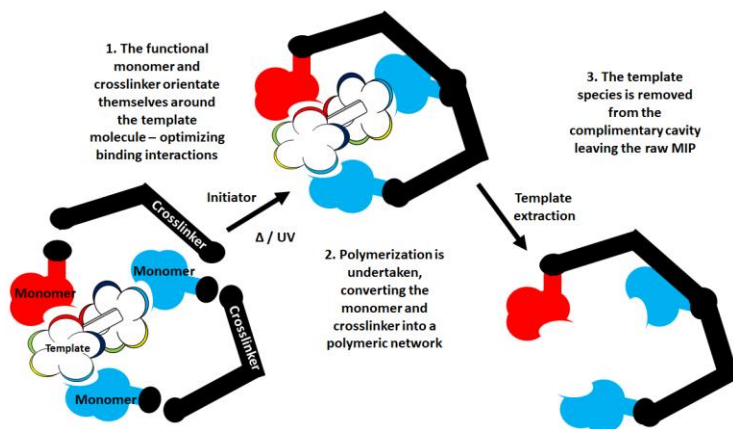 1. The functional
monomer and
crosslinker orientate
themselves around
the template
molecule – optimizing
binding interactions
3. The template
species is removed
from the
complimentary cavity
leaving the raw MIP
Initiator
Δ / UV
Template
extraction
2. Polymerization is
undertaken,
converting the
monomer and
crosslinker into a
polymeric network
Crosslinker
Monomer
Monomer
Template
Crosslinker
Monomer